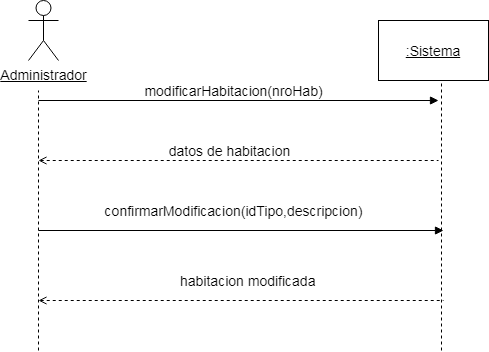 :Sistema
Administrador
modificarHabitacion(nroHab)
datos de habitacion
confirmarModificacion(idTipo,descripcion)
habitacion modificada